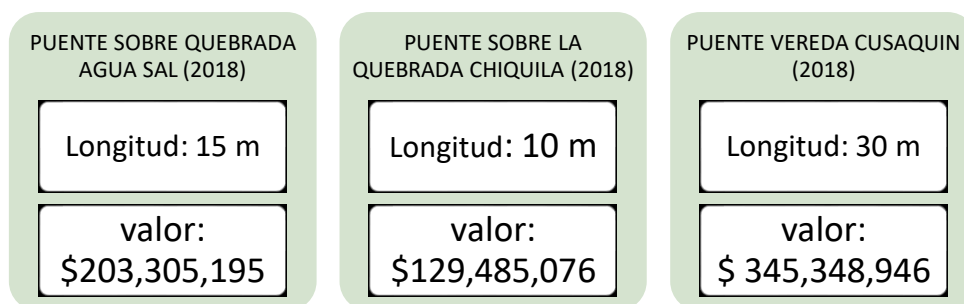 PUENTE SOBRE QUEBRADA
AGUA SAL (2018)
Longitud: 15 m
valor:
$203,305,195
PUENTE SOBRE LA
QUEBRADA CHIQUILA (2018)
Longitud: 10 m
valor:
$129,485,076
PUENTE VEREDA CUSAQUIN
(2018)
Longitud: 30 m
valor:
$ 345,348,946